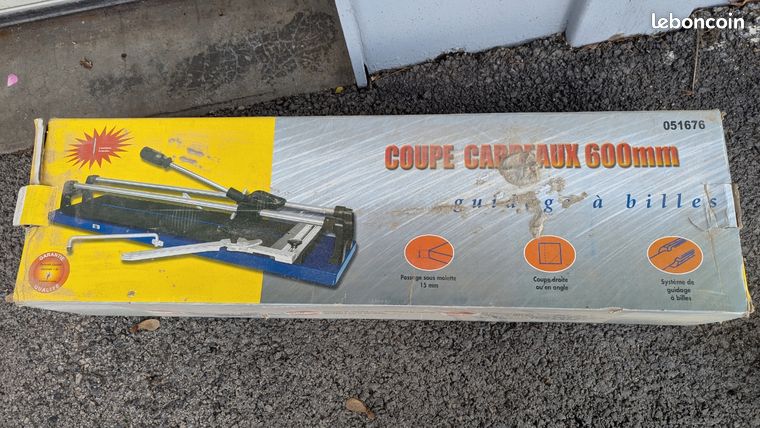 leboncoin
051676
COUPE CARREAUX 600mm
guidage à billes
GARANTIE
QUALITÉ
Passage sous molette
15 mm
Coupe droite
ou en angle
Système de
guidage
à billes